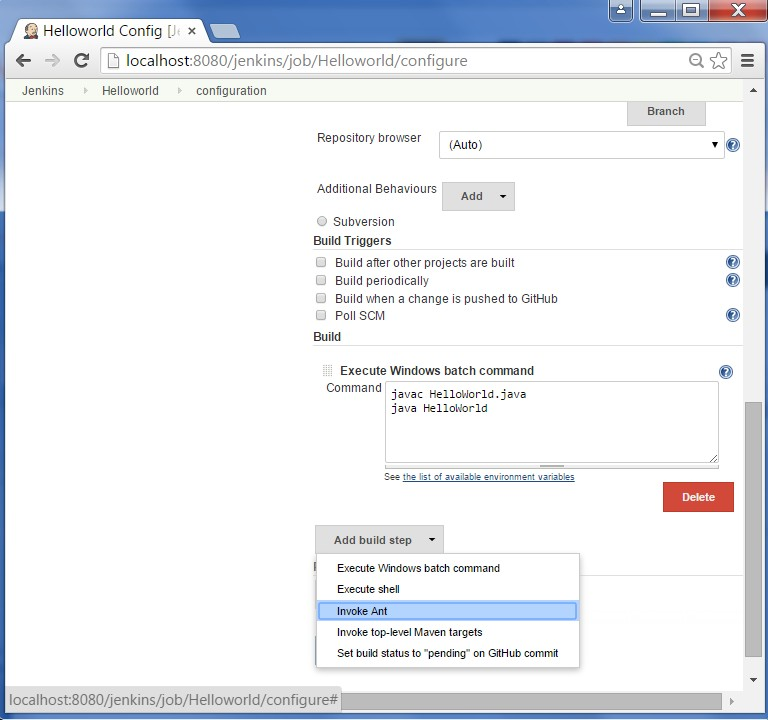 Helloworld Config [Je
localhost:8080/jenkins/job/Helloworld/configure
Jenkins Helloworld configuration
Branch
Repository browser (Auto)
Additional Behaviours Add
Subversion
Build Triggers
Build after other projects are built
Build periodically
Build when a change is pushed to GitHub
Poll SCM
Build
Execute Windows batch command
Command javac HelloWorld.java
java HelloWorld
See the list of available environment variables
Delete
Add build step
Execute Windows batch command
Execute shell
Invoke Ant
Invoke top-level Maven targets
Set build status to "pending" on GitHub commit
localhost:8080/jenkins/job/Helloworld/configure#